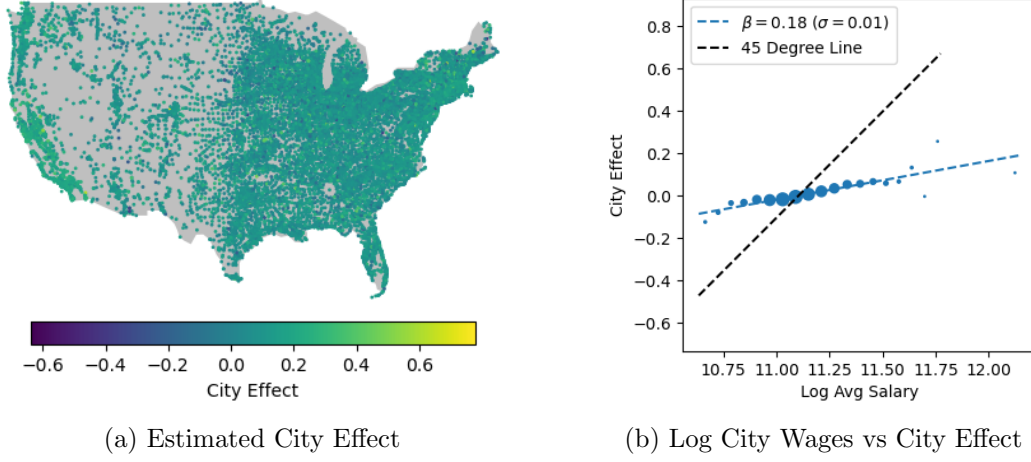 −0.6 −0.4 −0.2 0.0 0.2 0.4 0.6
City Effect
(a) Estimated City Effect
β = 0.18 (σ = 0.01)
45 Degree Line
City Effect
0.8
0.6
0.4
0.2
0.0
−0.2
−0.4
−0.6
10.75 11.00 11.25 11.50 11.75 12.00
Log Avg Salary
(b) Log City Wages vs City Effect